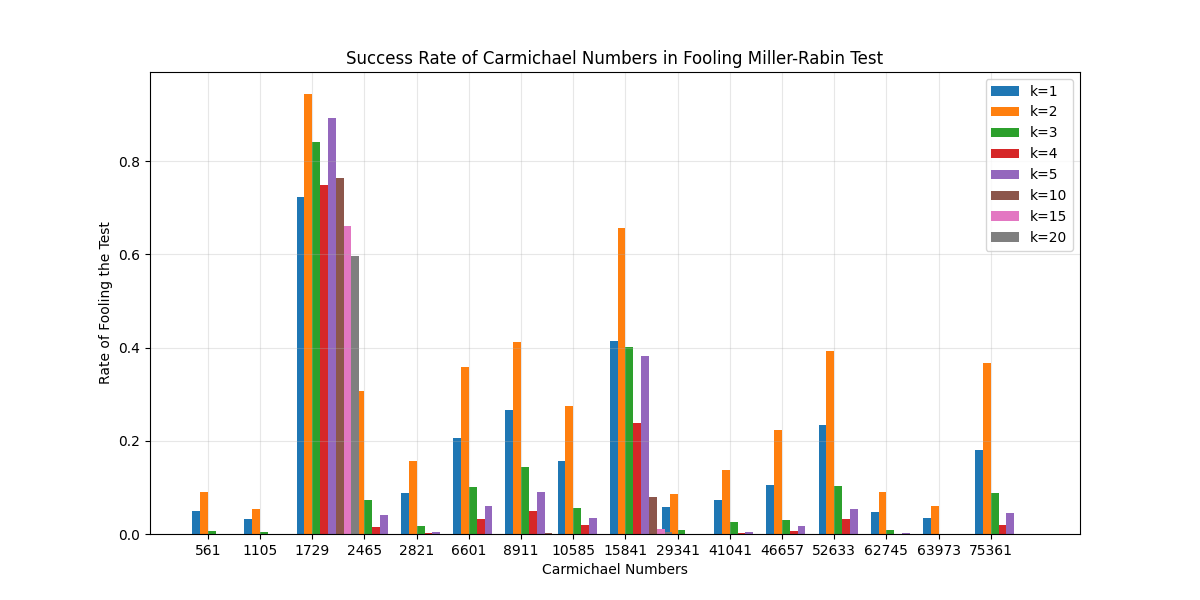 Success Rate of Carmichael Numbers in Fooling Miller-Rabin Test
k=1
k=2
k=3
k=4
k=5
k=10
k=15
k=20
Rate of Fooling the Test
0.8
0.6
0.4
0.2
0.0
561 1105 1729 2465 2821 6601 8911 10585 15841 29341 41041 46657 52633 62745 63973 75361
Carmichael Numbers